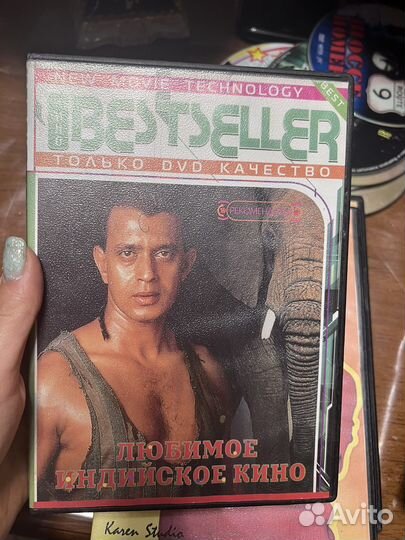 NEW MOVIE TECHNOLOGY
BEST
BESTSELLER
ТОЛЬКО DVD КАЧЕСТВО
ЛЮБИМОЕ
ИНДИЙСКОЕ КИНО
Karen Studio
Avito